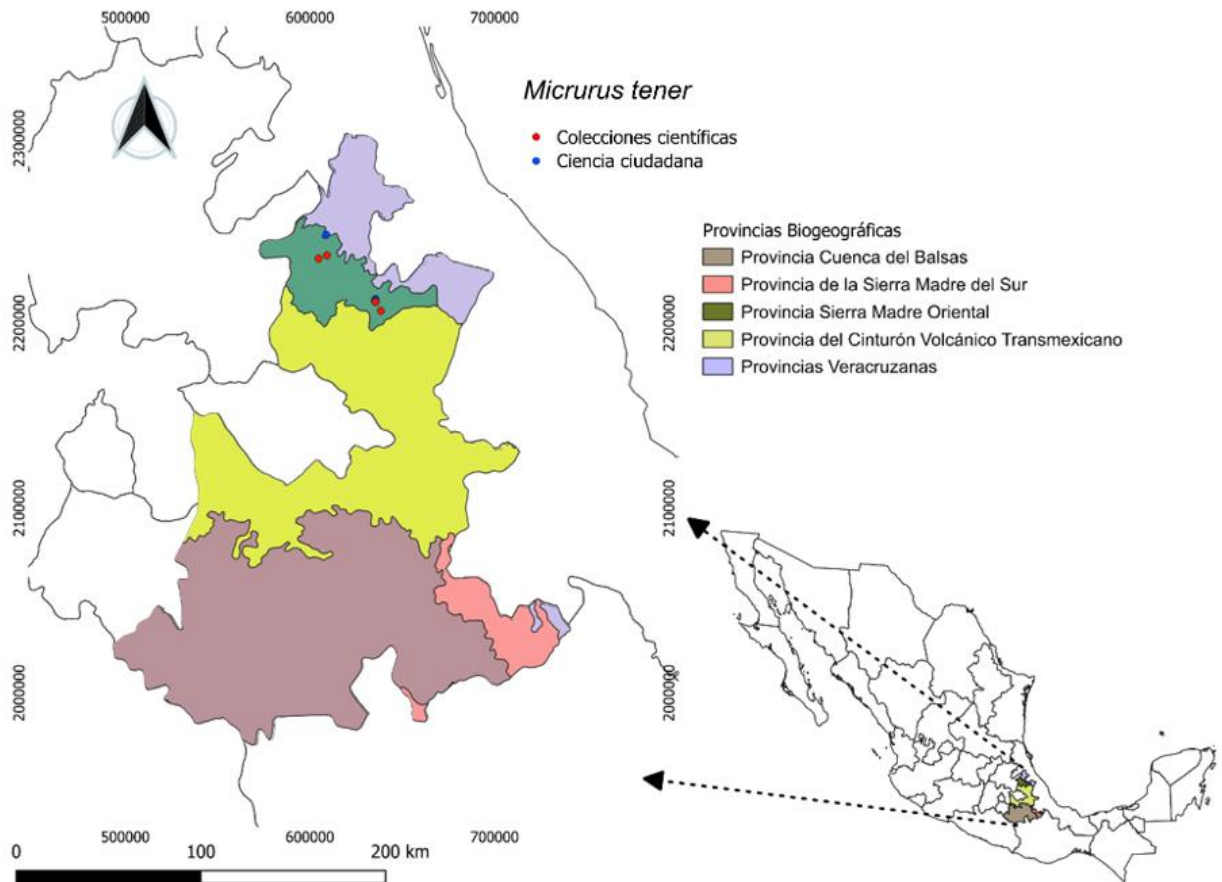 500000 600000 700000
Micrurus tener
Colecciones científicas
Ciencia ciudadana
2300000
Provincias Biogeográficas
Provincia Cuenca del Balsas
Provincia de la Sierra Madre del Sur
Provincia Sierra Madre Oriental
Provincia del Cinturón Volcánico Transmexicano
Provincias Veracruzanas
2200000 2200000
2100000 2100000
2000000 2000000
500000 600000 700000
0 100 200 km